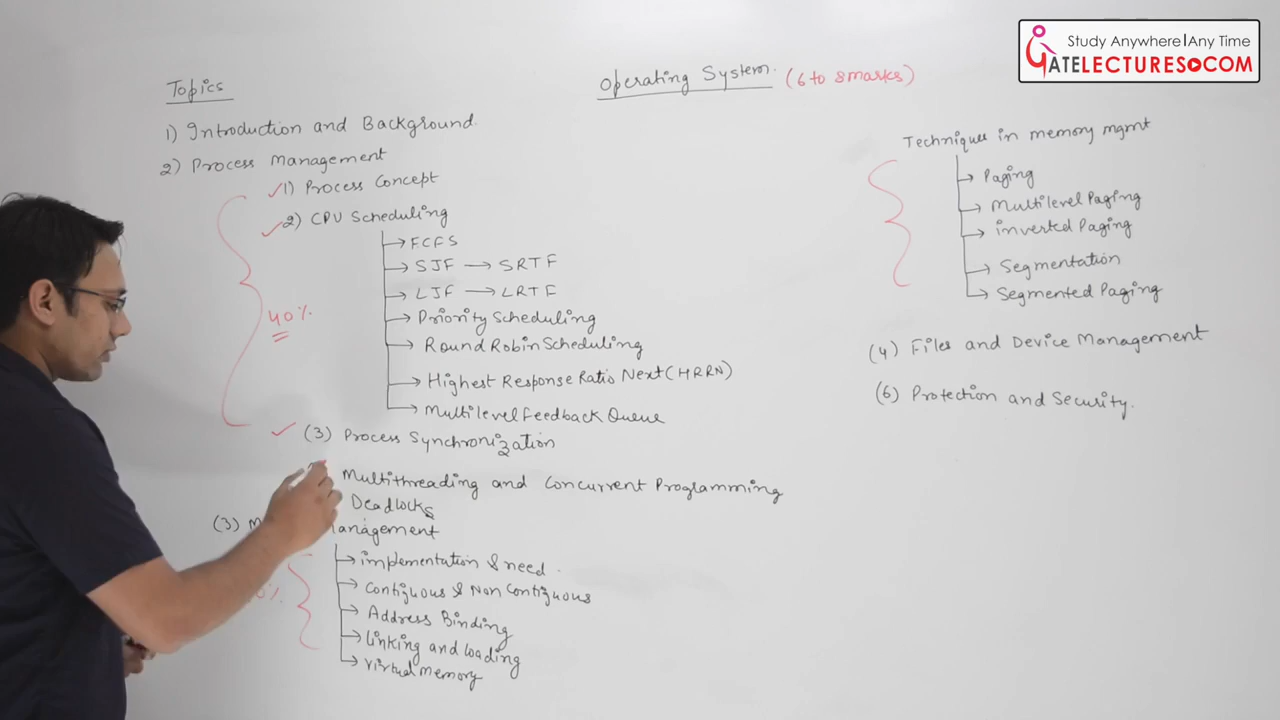 Study Anywhere|Any Time
GATELECTURES.COM
Operating System (6 to 8 marks)
Topics
1) Introduction and Background
2) Process Management
1) Process Concept
2) CPU Scheduling
FCFS
SJF → SRTF
LJF → LRTF
Priority Scheduling
Round Robin Scheduling
Highest Response Ratio Next (HRRN)
Multilevel Feedback Queue
40%
(3) Process Synchronization
Multithreading and Concurrent Programming
Deadlocks
(3) Management
implementation & need
Contiguous & Non Contiguous
Address Binding
linking and loading
virtual memory
Techniques in memory mgmt
Paging
Multilevel Paging
inverted Paging
Segmentation
Segmented Paging
(4) Files and Device Management
(6) Protection and Security.